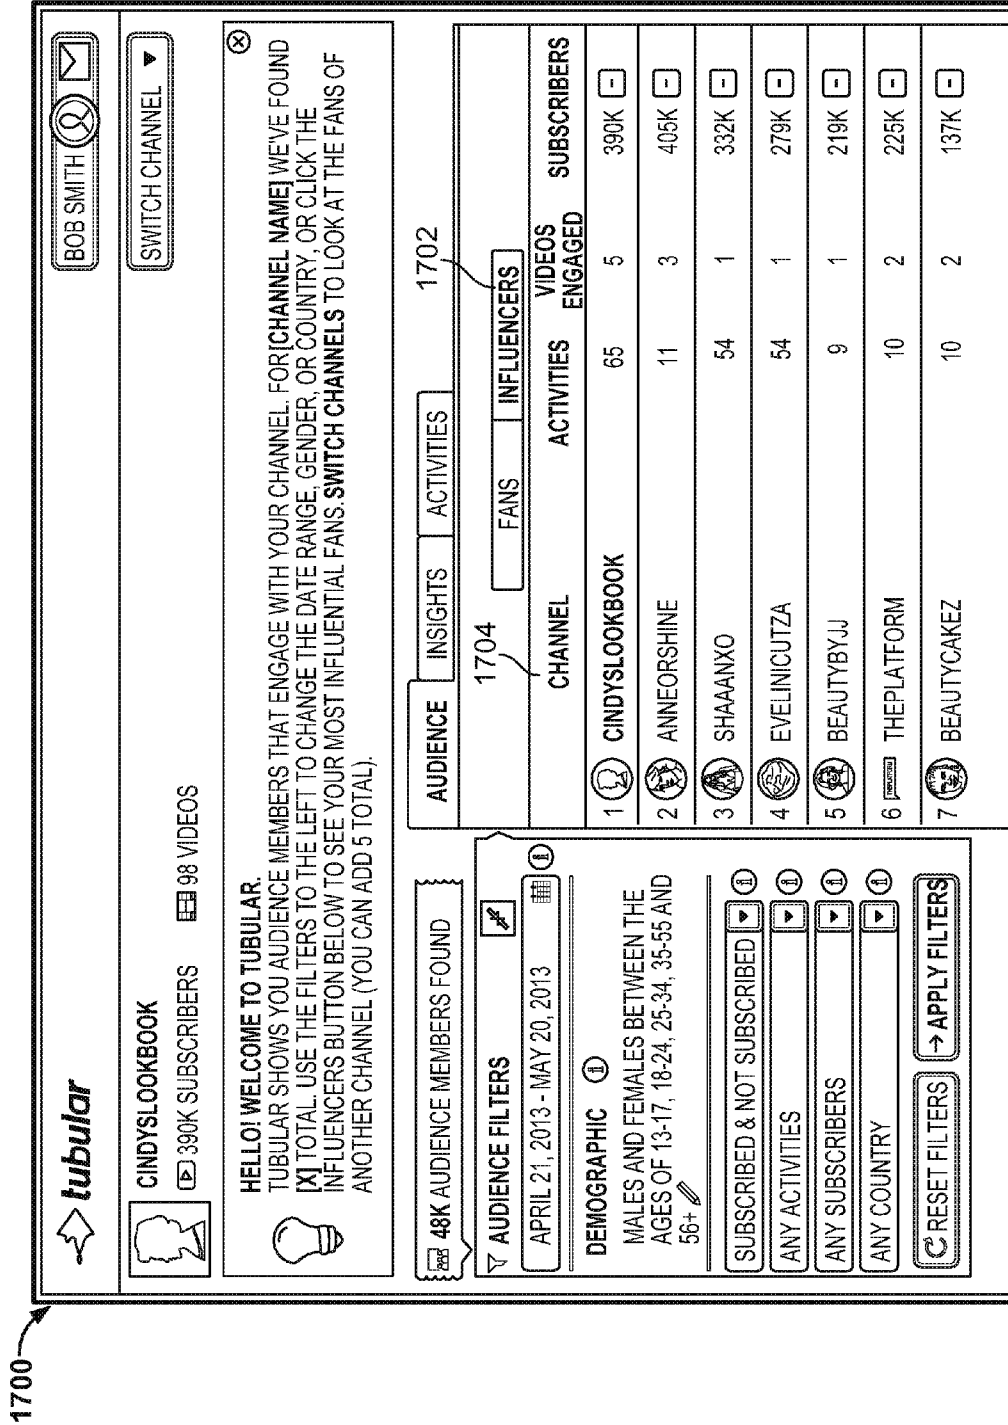 1700
tubular
BOB SMITH
CINDYSLOOKBOOK
390K SUBSCRIBERS 98 VIDEOS
SWITCH CHANNEL
HELLO! WELCOME TO TUBULAR.
TUBULAR SHOWS YOU AUDIENCE MEMBERS THAT ENGAGE WITH YOUR CHANNEL. FOR[CHANNEL NAME] WE'VE FOUND
[X] TOTAL. USE THE FILTERS TO THE LEFT TO CHANGE THE DATE RANGE, GENDER, OR COUNTRY, OR CLICK THE
INFLUENCERS BUTTON BELOW TO SEE YOUR MOST INFLUENTIAL FANS. SWITCH CHANNELS TO LOOK AT THE FANS OF
ANOTHER CHANNEL (YOU CAN ADD 5 TOTAL).
48K AUDIENCE MEMBERS FOUND
AUDIENCE FILTERS
APRIL 21, 2013 - MAY 20, 2013
DEMOGRAPHIC
MALES AND FEMALES BETWEEN THE
AGES OF 13-17, 18-24, 25-34, 35-55 AND
56+
SUBSCRIBED & NOT SUBSCRIBED
ANY ACTIVITIES
ANY SUBSCRIBERS
ANY COUNTRY
RESET FILTERS → APPLY FILTERS
AUDIENCE INSIGHTS ACTIVITIES
1702
1704
FANS INFLUENCERS
CHANNEL ACTIVITIES VIDEOS ENGAGED SUBSCRIBERS
1 CINDYSLOOKBOOK 65 5 390K -
2 ANNEORSHINE 11 3 405K -
3 SHAAANXO 54 1 332K -
4 EVELINICUTZA 54 1 279K -
5 BEAUTYBYJJ 9 1 219K -
6 THEPLATFORM 10 2 225K -
7 BEAUTYCAKEZ 10 2 137K -